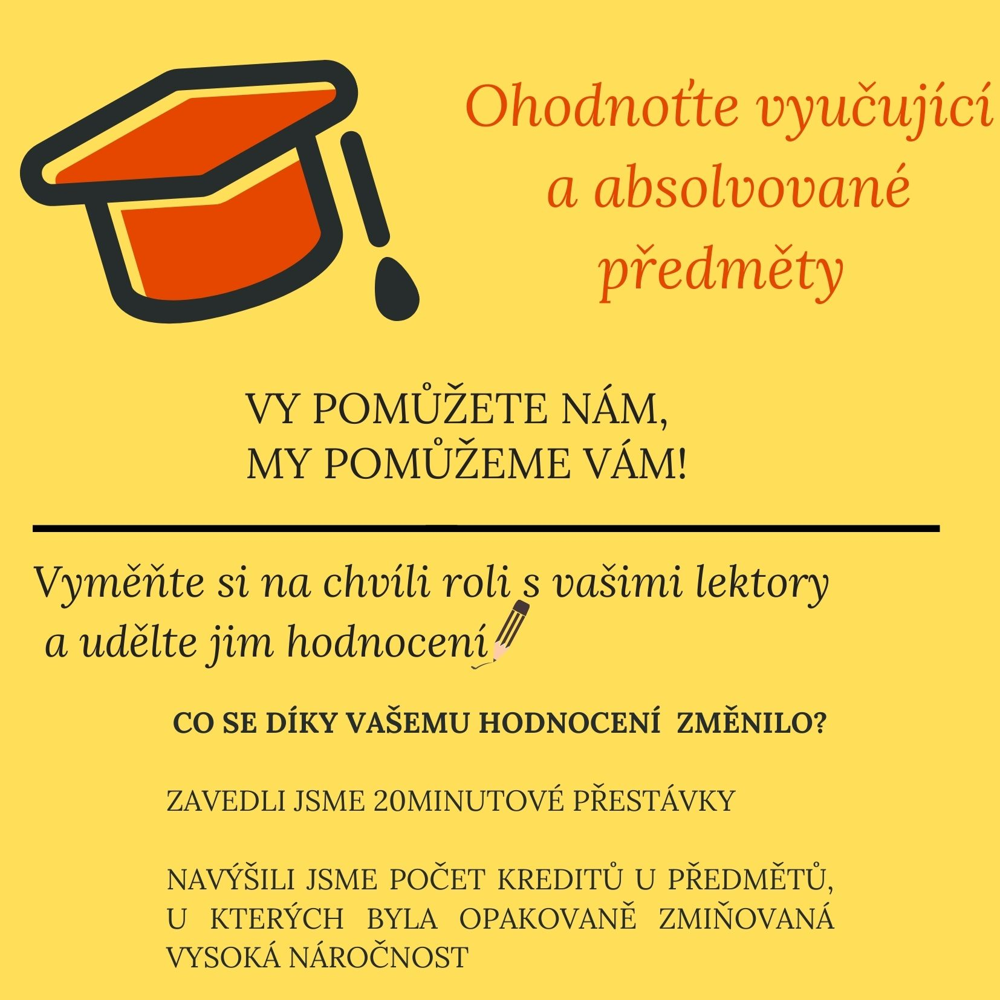 Ohodnoťte vyučující
a absolvované
předměty
VY POMŮŽETE NÁM,
MY POMŮŽEME VÁM!
Vyměňte si na chvíli roli s vašimi lektory
a udělte jim hodnocení
CO SE DÍKY VAŠEMU HODNOCENÍ ZMĚNILO?
ZAVEDLI JSME 20MINUTOVÉ PŘESTÁVKY
NAVÝŠILI JSME POČET KREDITŮ U PŘEDMĚTŮ,
U KTERÝCH BYLA OPAKOVANĚ ZMIŇOVANÁ
VYSOKÁ NÁROČNOST